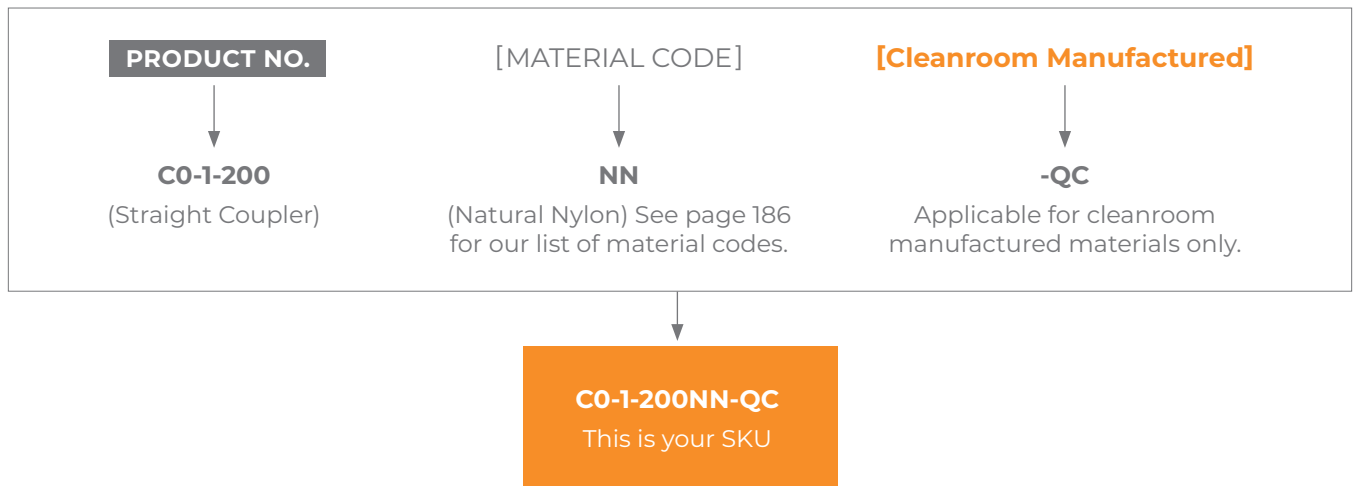 PRODUCT NO.
[MATERIAL CODE]
[Cleanroom Manufactured]
C0-1-200
(Straight Coupler)
NN
(Natural Nylon) See page 186
for our list of material codes.
-QC
Applicable for cleanroom
manufactured materials only.
C0-1-200NN-QC
This is your SKU